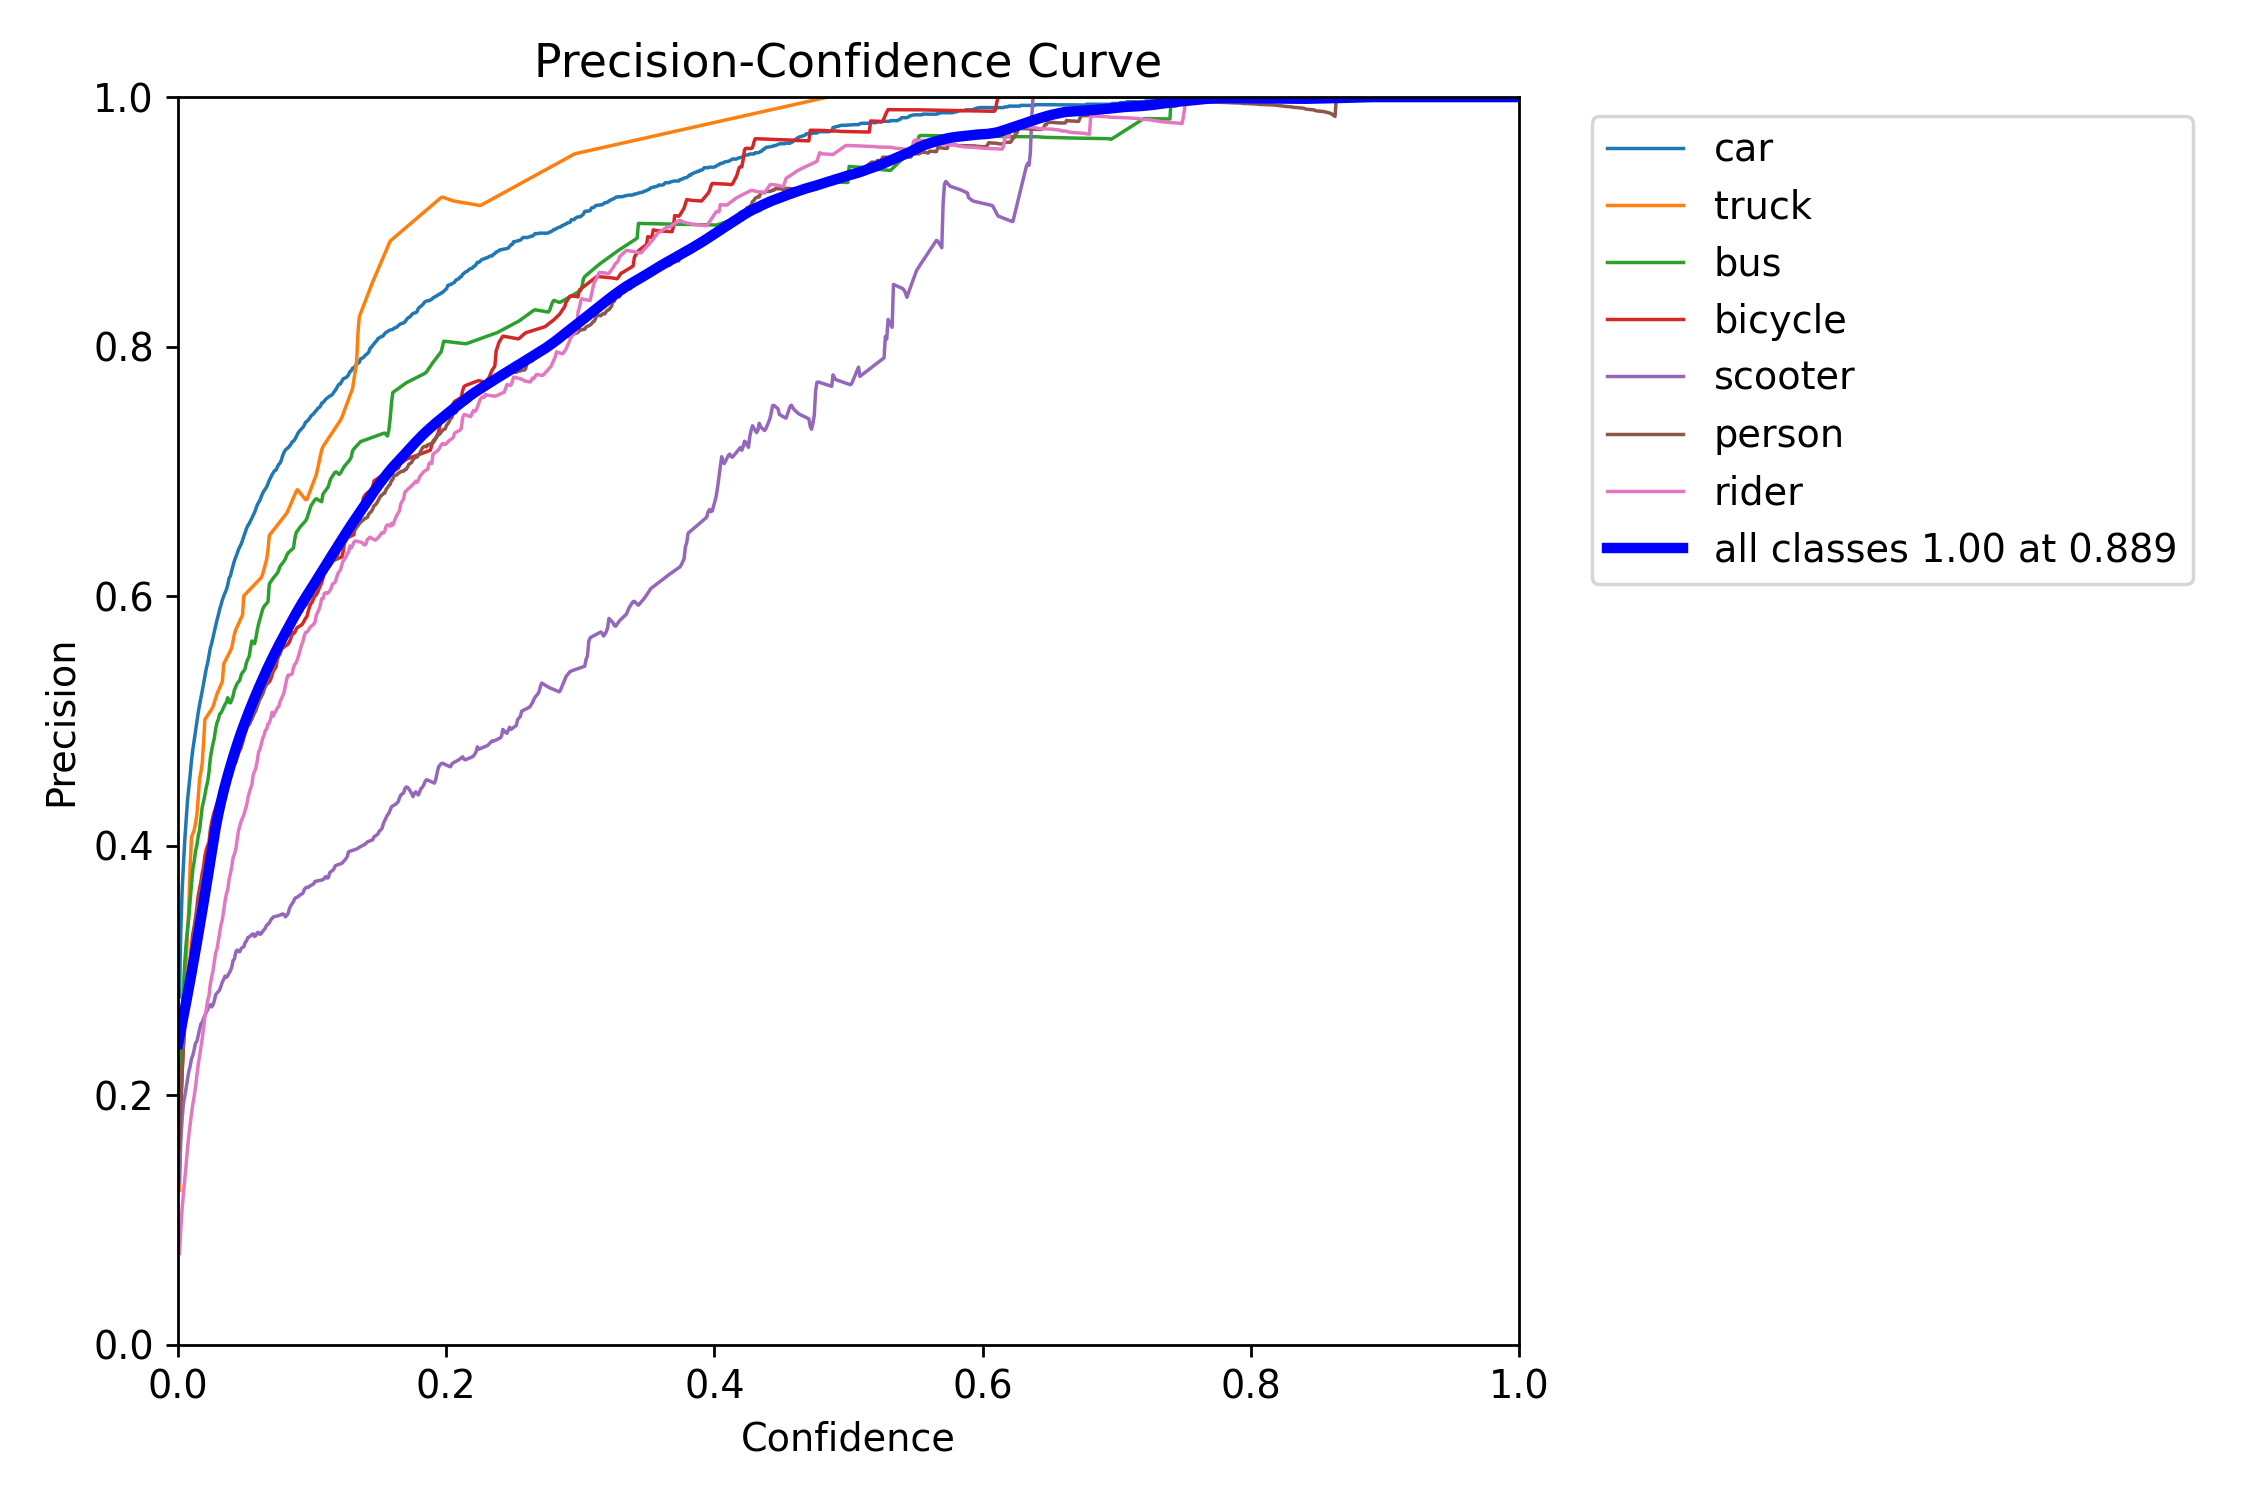 Precision-Confidence Curve
1.0
0.8
0.6
0.4
0.2
0.0
Precision
0.0 0.2 0.4 0.6 0.8 1.0
Confidence
car
truck
bus
bicycle
scooter
person
rider
all classes 1.00 at 0.889